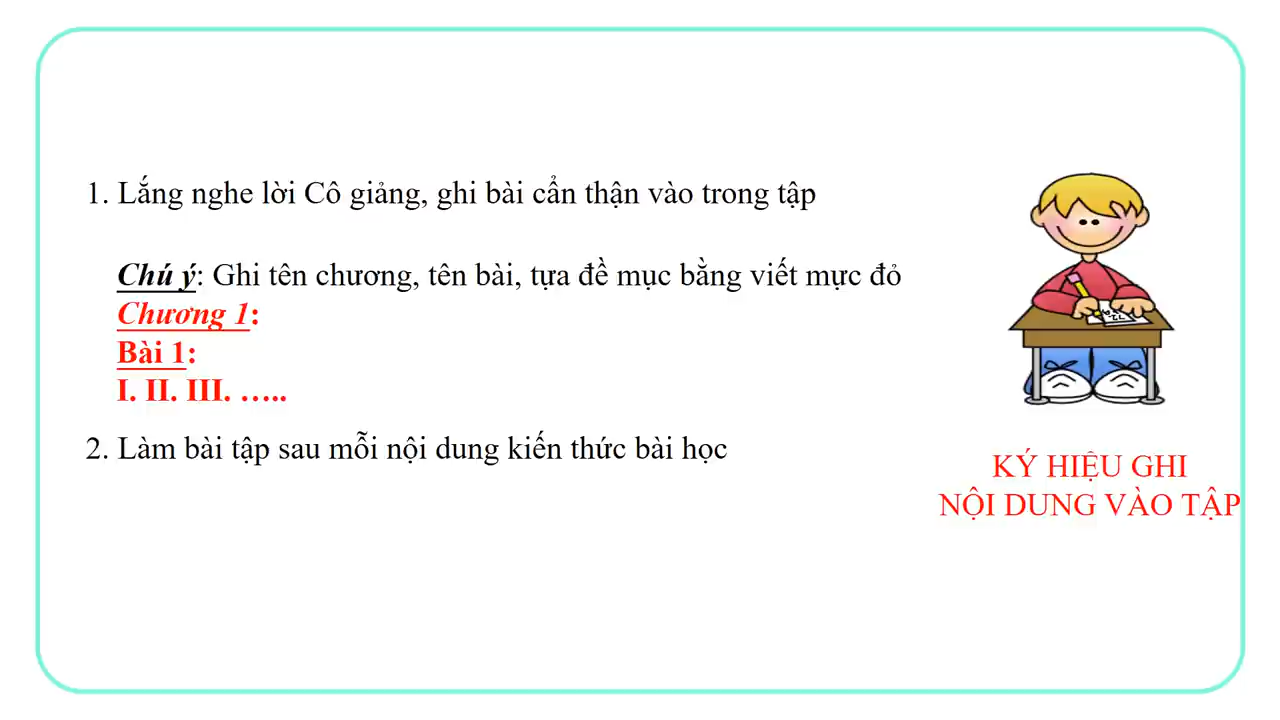 1. Lắng nghe lời Cô giảng, ghi bài cẩn thận vào trong tập
Chú ý: Ghi tên chương, tên bài, tựa đề mục bằng viết mực đỏ
Chương 1:
Bài 1:
I. II. III. …..
2. Làm bài tập sau mỗi nội dung kiến thức bài học
KÝ HIỆU GHI
NỘI DUNG VÀO TẬP